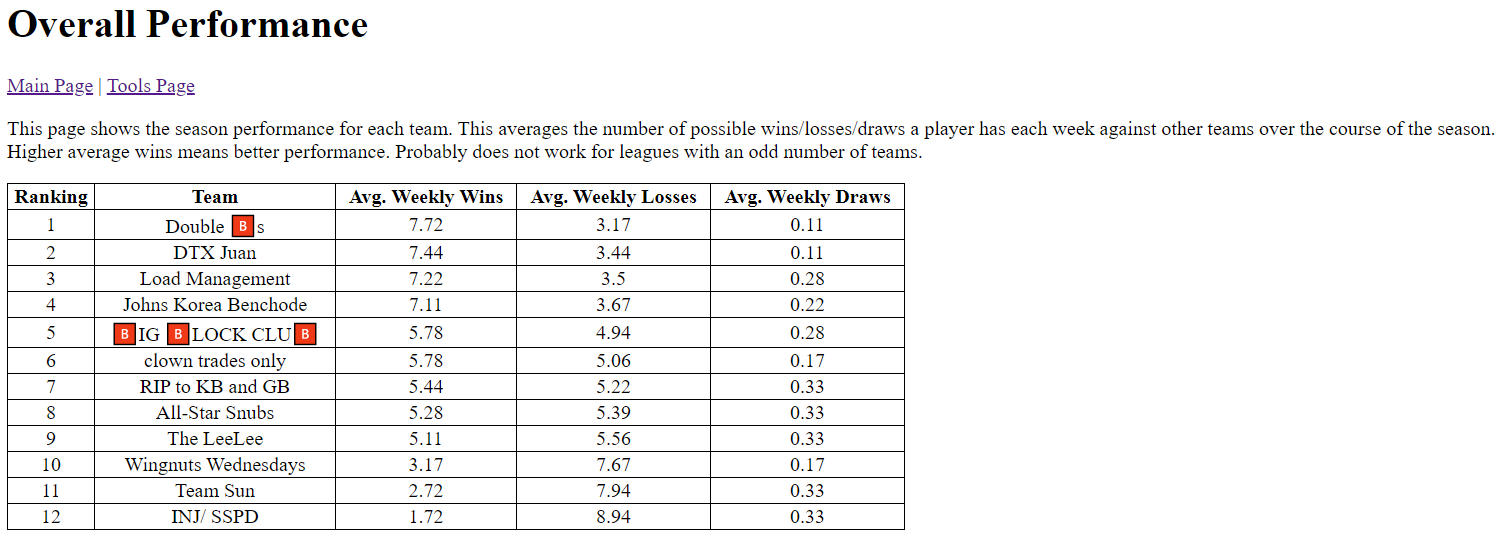 Overall Performance
Main Page | Tools Page
This page shows the season performance for each team. This averages the number of possible wins/losses/draws a player has each week against other teams over the course of the season.
Higher average wins means better performance. Probably does not work for leagues with an odd number of teams.
Ranking Team Avg. Weekly Wins Avg. Weekly Losses Avg. Weekly Draws
1 Double 🅱s 7.72 3.17 0.11
2 DTX Juan 7.44 3.44 0.11
3 Load Management 7.22 3.5 0.28
4 Johns Korea Benchode 7.11 3.67 0.22
5 🅱IG 🅱LOCK CLU🅱 5.78 4.94 0.28
6 clown trades only 5.78 5.06 0.17
7 RIP to KB and GB 5.44 5.22 0.33
8 All-Star Snubs 5.28 5.39 0.33
9 The LeeLee 5.11 5.56 0.33
10 Wingnuts Wednesdays 3.17 7.67 0.17
11 Team Sun 2.72 7.94 0.33
12 INJ/ SSPD 1.72 8.94 0.33